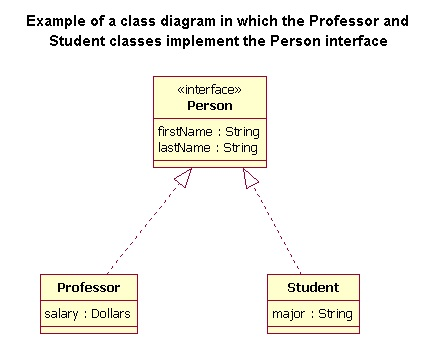 Example of a class diagram in which the Professor and
Student classes implement the Person interface
«interface»
Person
firstName : String
lastName : String
Professor
salary : Dollars
Student
major : String